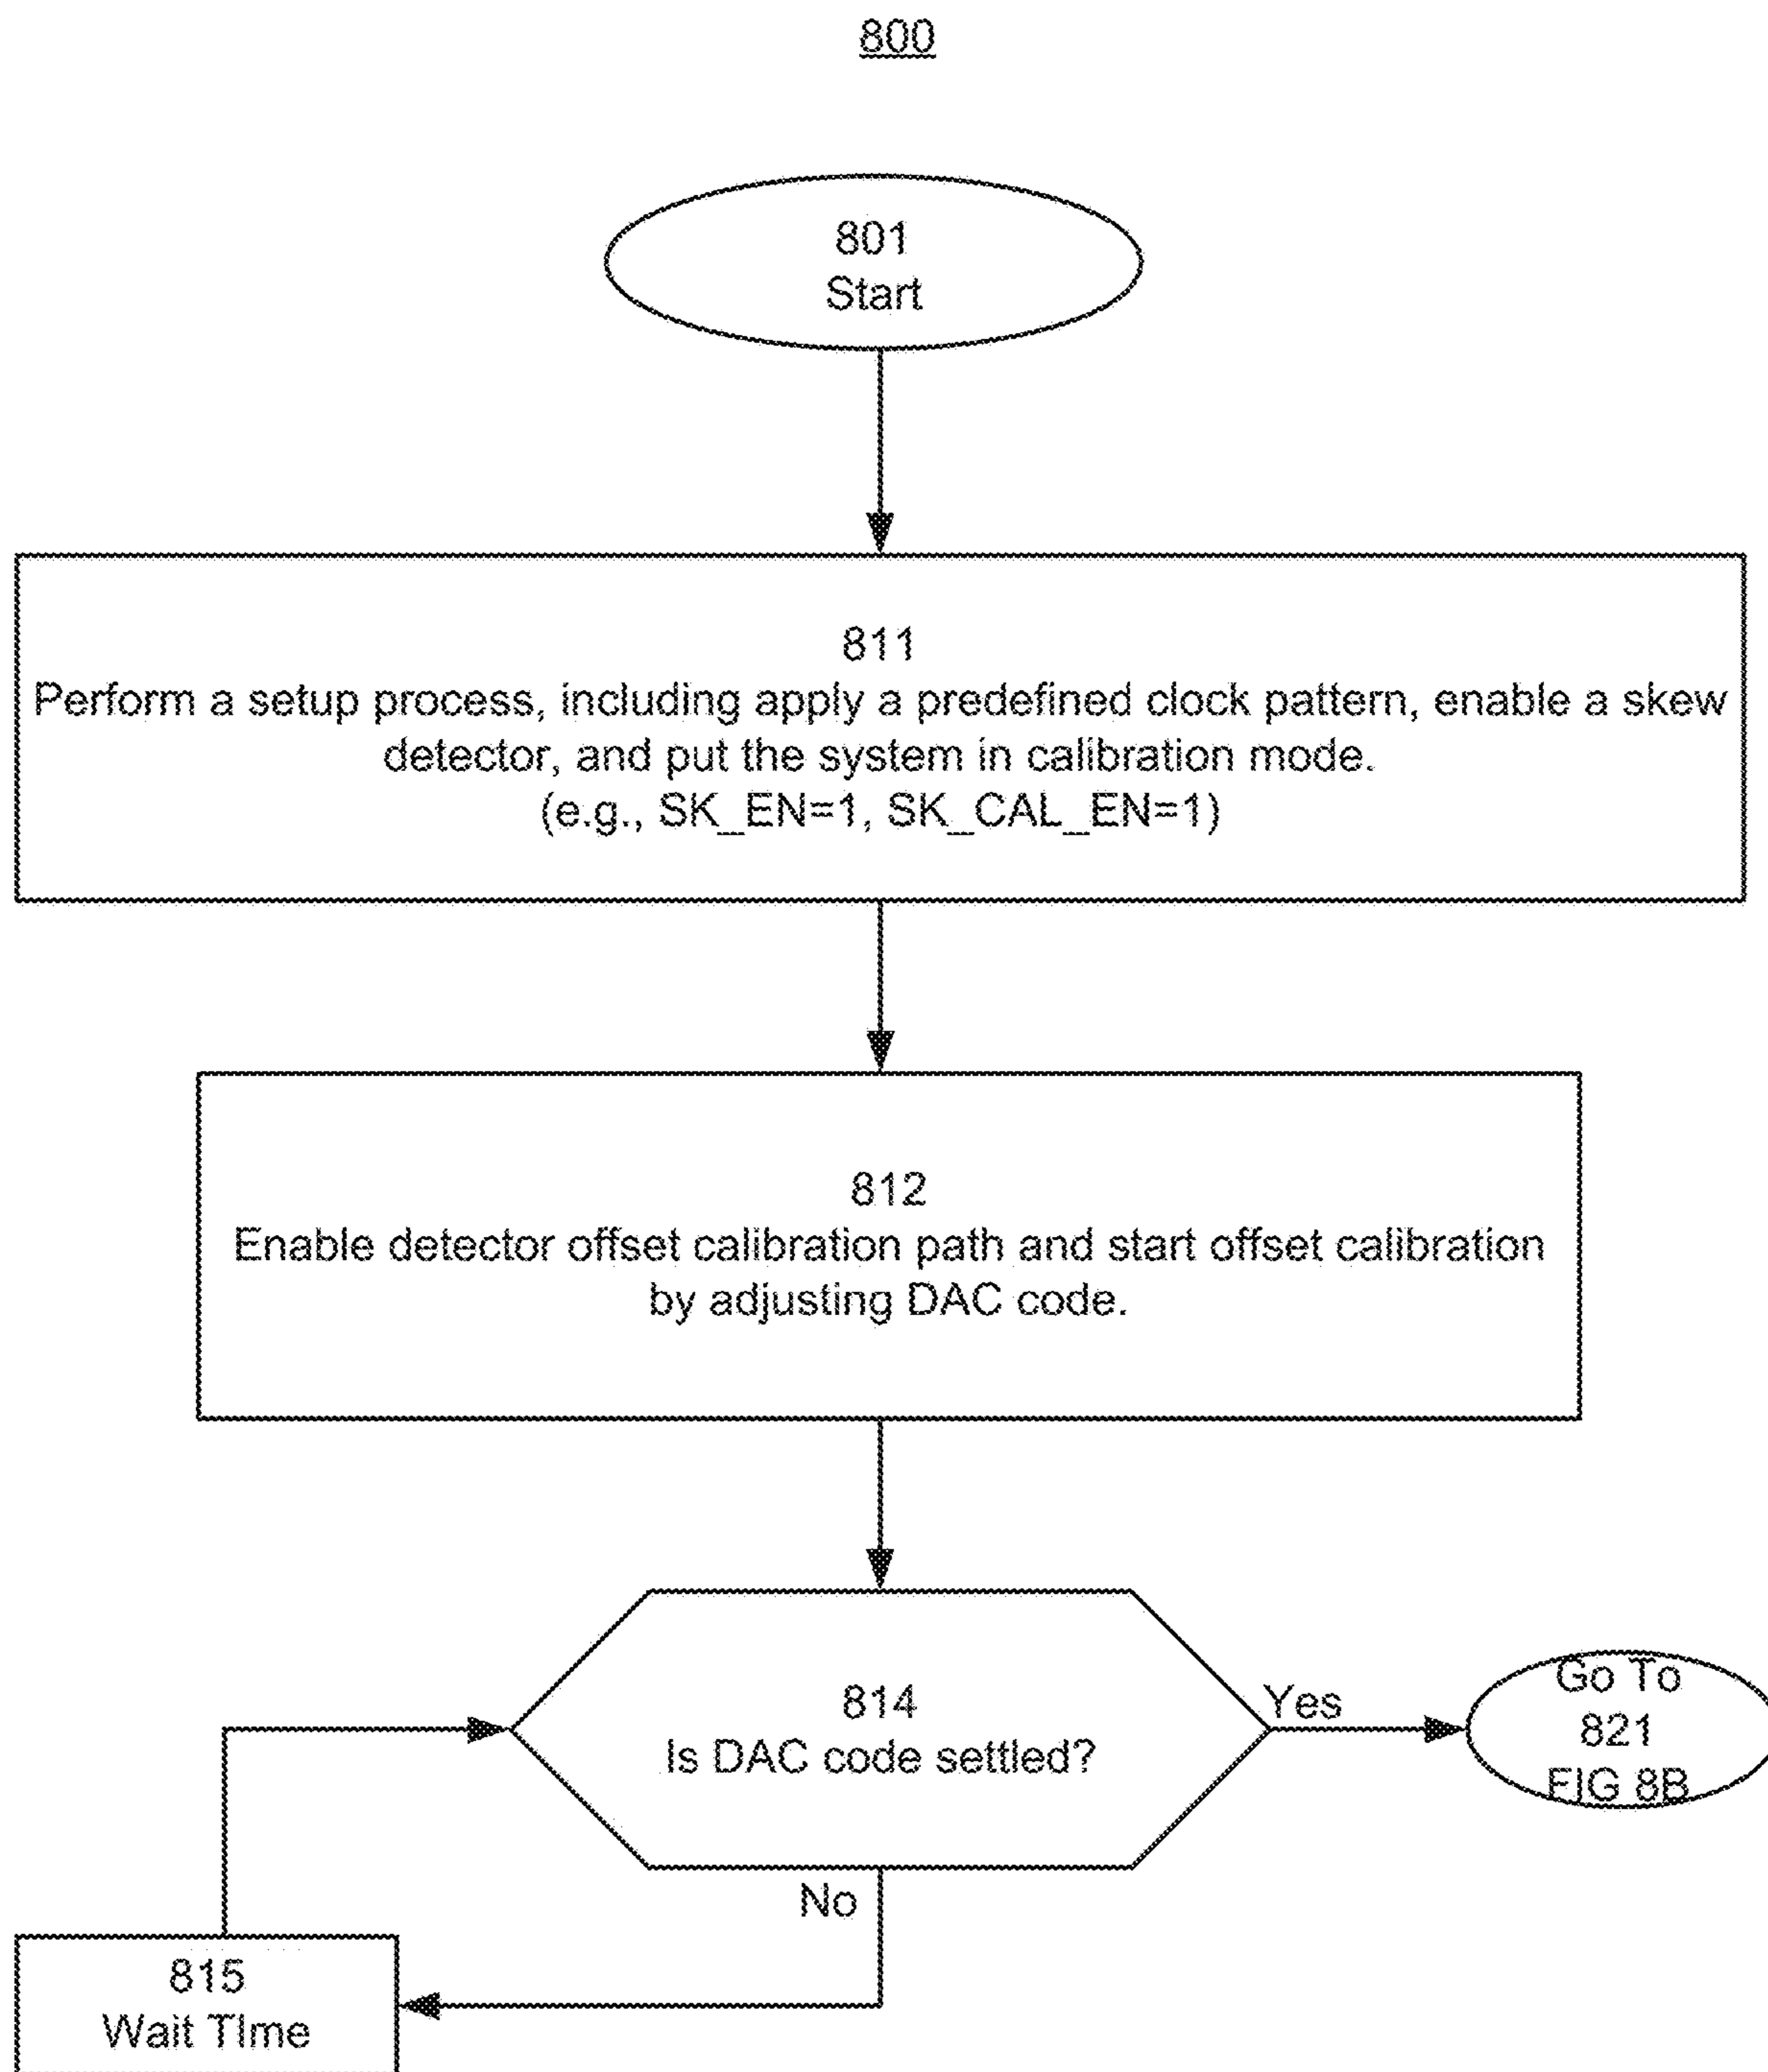 800
801
Start
811
Perform a setup process, including apply a predefined clock pattern, enable a skew
detector, and put the system in calibration mode.
(e.g., SK_EN=1, SK_CAL_EN=1)
812
Enable detector offset calibration path and start offset calibration
by adjusting DAC code.
814
Is DAC code settled?
Yes
Go To
821
FIG 8B
No
815
Wait TIme